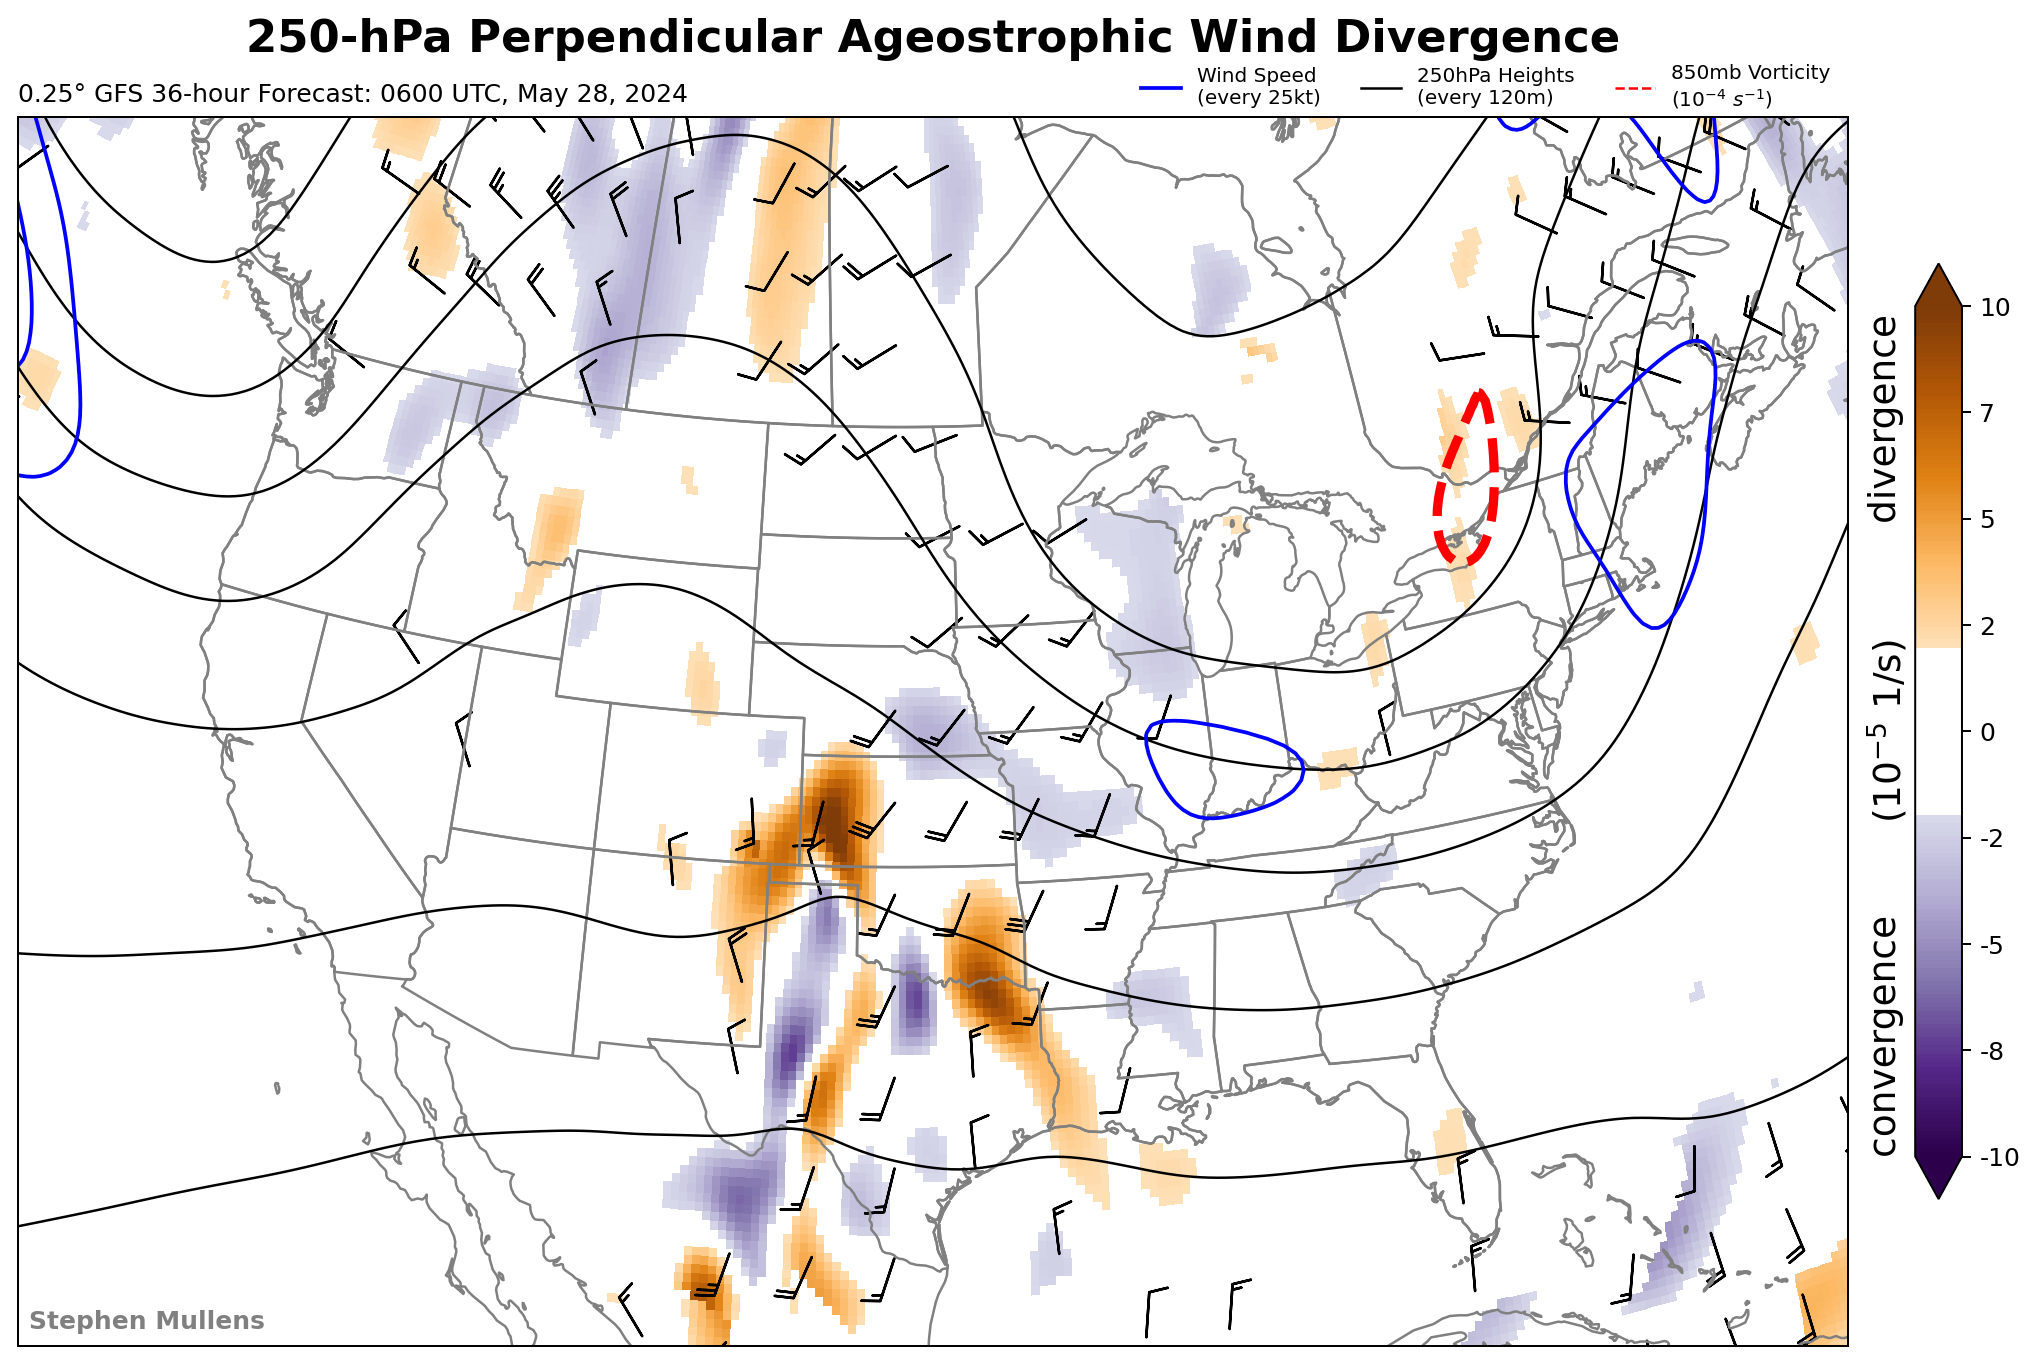 250-hPa Perpendicular Ageostrophic Wind Divergence
0.25° GFS 36-hour Forecast: 0600 UTC, May 28, 2024
Wind Speed
(every 25kt)
250hPa Heights
(every 120m)
850mb Vorticity
(10⁻⁴ s⁻¹)
10
7
5
2
0
-2
-5
-8
-10
convergence (10⁻⁵ 1/s) divergence
Stephen Mullens